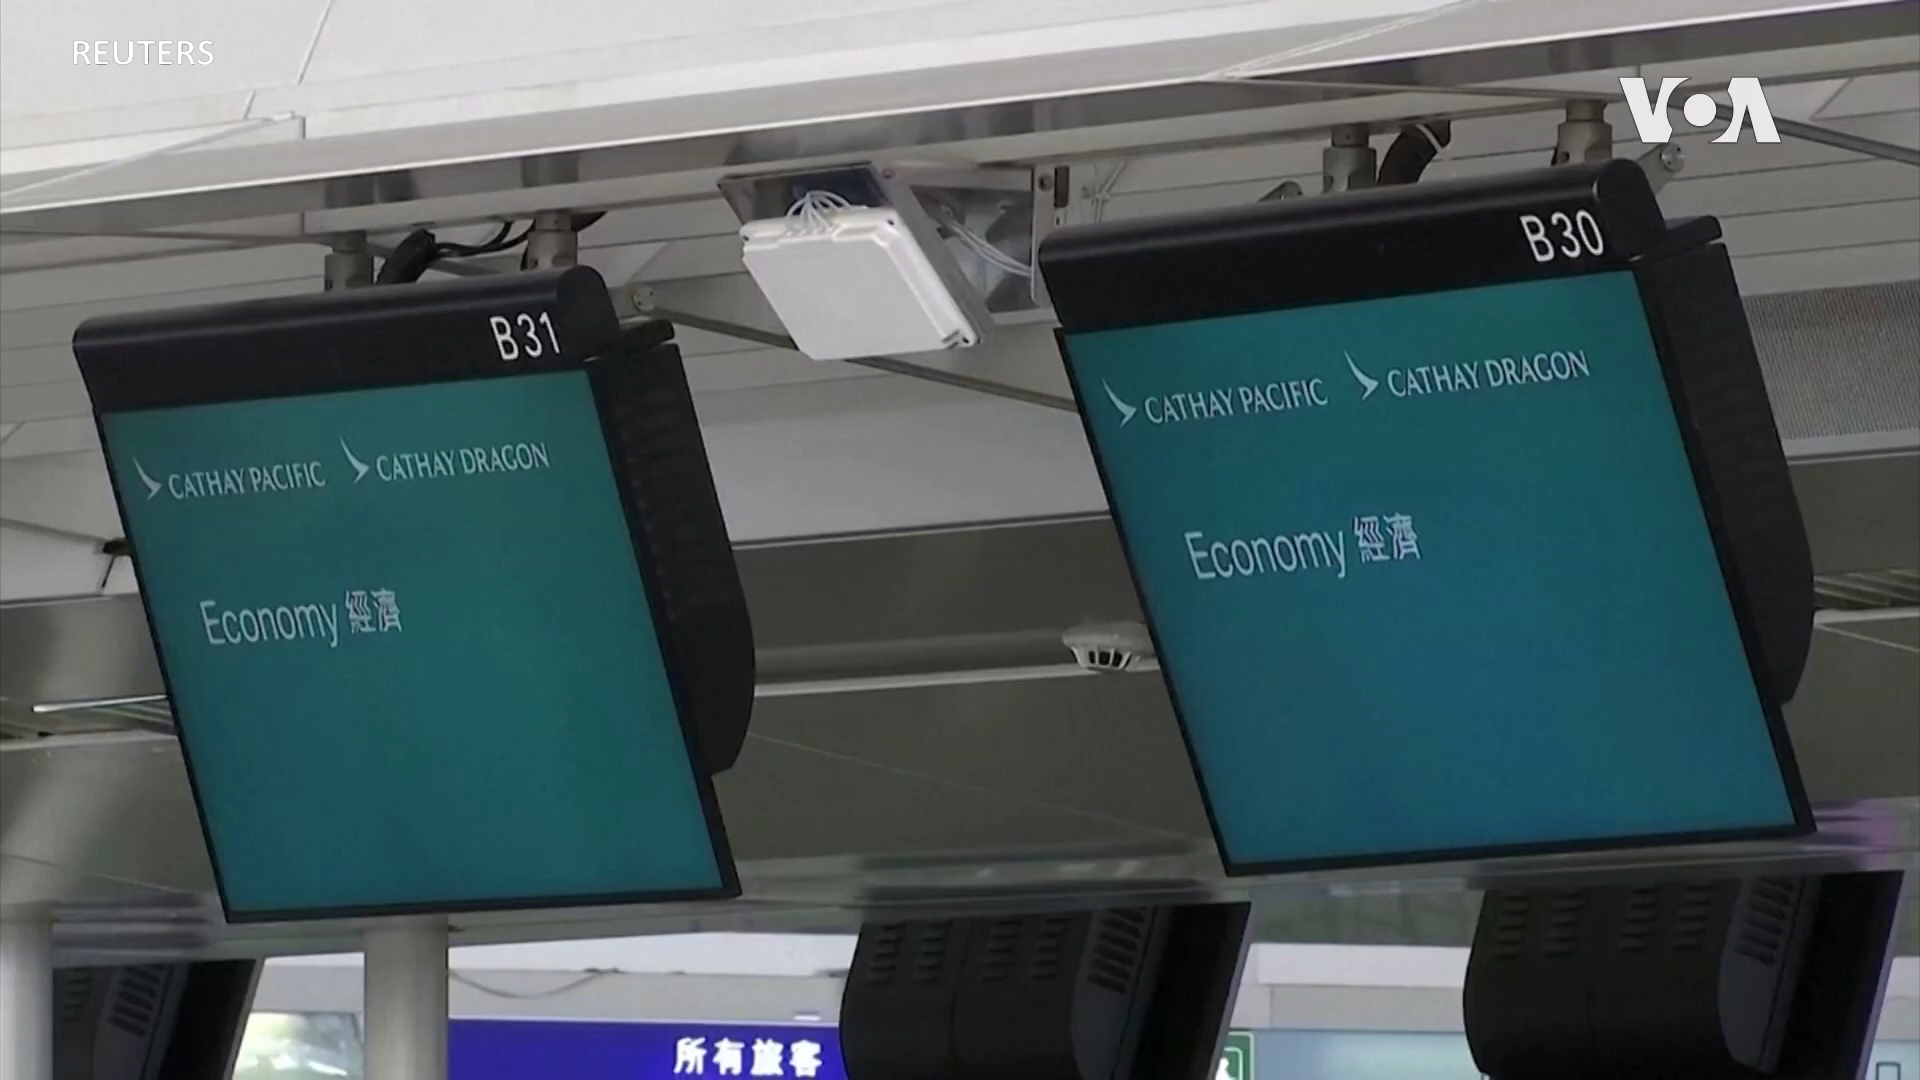 REUTERS
VOA
B31
CATHAY PACIFIC CATHAY DRAGON
Economy 經濟
B30
CATHAY PACIFIC CATHAY DRAGON
Economy 經濟
所有旅客